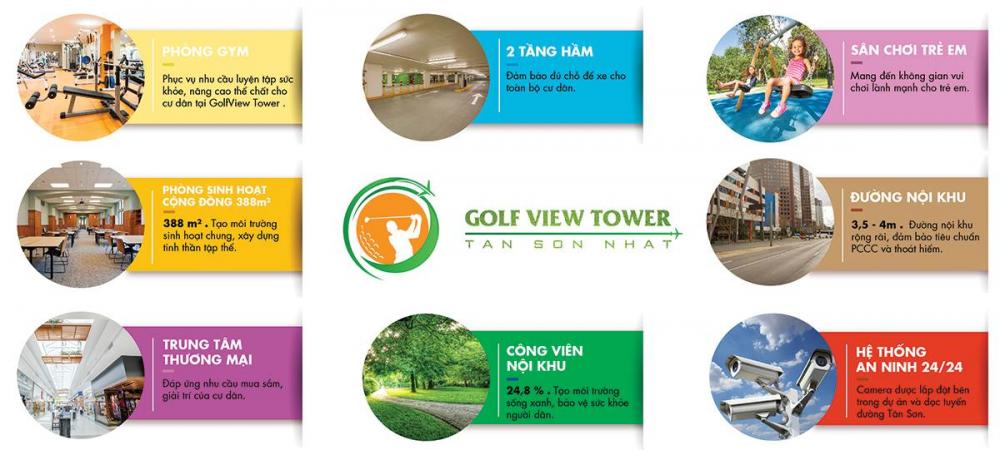 PHÒNG GYM
Phục vụ nhu cầu luyện tập sức
khỏe, nâng cao thể chất cho
cư dân tại GolfView Tower .
2 TẦNG HẦM
Đảm bảo đủ chỗ để xe cho
toàn bộ cư dân.
SÂN CHƠI TRẺ EM
Mang đến không gian vui
chơi lành mạnh cho trẻ em.
PHÒNG SINH HOẠT
CỘNG ĐỒNG 388m²
388 m² . Tạo môi trường
sinh hoạt chung, xây dựng
tinh thần tập thể.
GOLF VIEW TOWER
TAN SON NHAT
ĐƯỜNG NỘI KHU
3,5 - 4m . Đường nội khu
rộng rãi, đảm bảo tiêu chuẩn
PCCC và thoát hiểm.
TRUNG TÂM
THƯƠNG MẠI
Đáp ứng nhu cầu mua sắm,
giải trí của cư dân.
CÔNG VIÊN
NỘI KHU
24,8 % . Tạo môi trường
sống xanh, bảo vệ sức khỏe
người dân.
HỆ THỐNG
AN NINH 24/24
Camera được lắp đặt bên
trong dự án và dọc tuyến
đường Tân Sơn.